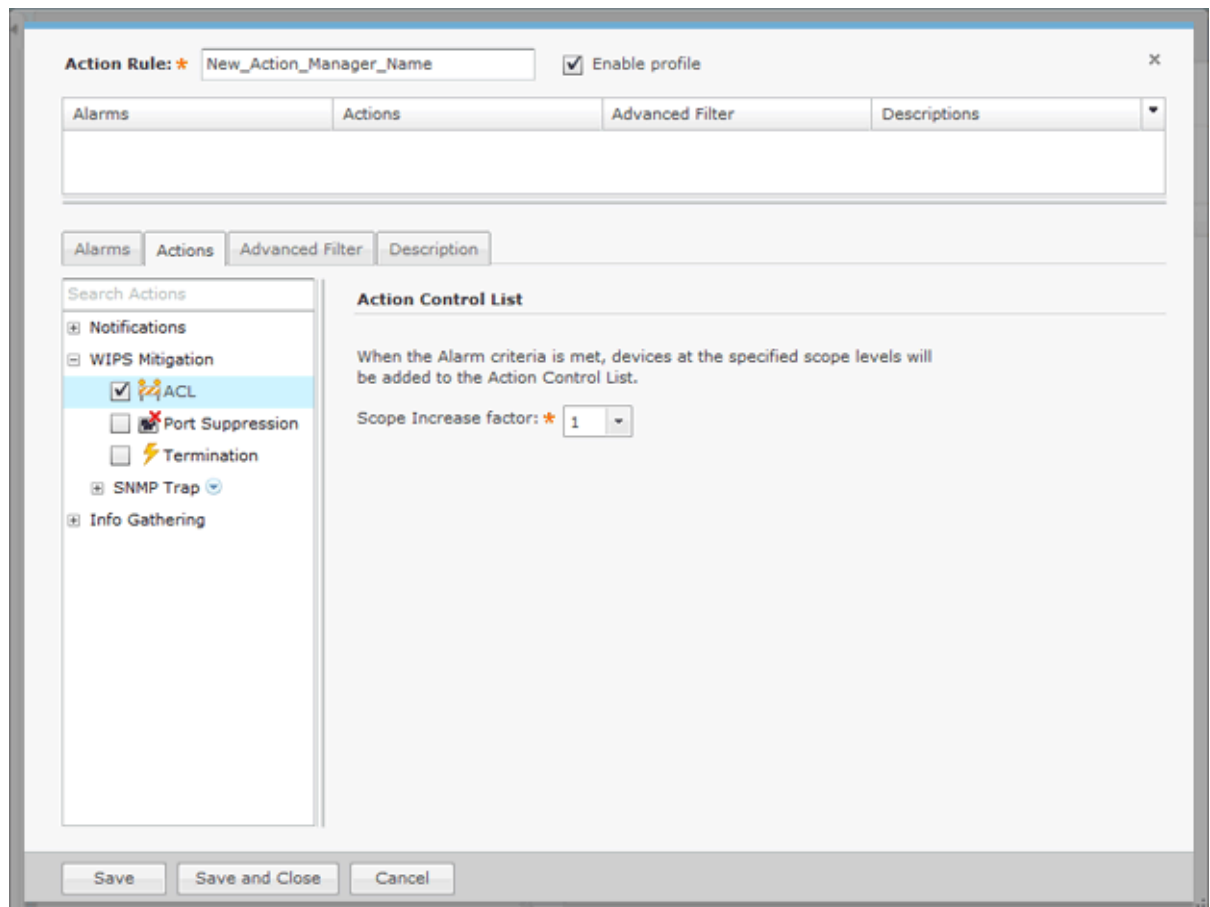 Action Rule: * New_Action_Manager_Name Enable profile
Alarms Actions Advanced Filter Descriptions
Alarms Actions Advanced Filter Description
Search Actions
Notifications
WIPS Mitigation
ACL
Port Suppression
Termination
SNMP Trap
Info Gathering
Action Control List
When the Alarm criteria is met, devices at the specified scope levels will
be added to the Action Control List.
Scope Increase factor: * 1
Save Save and Close Cancel